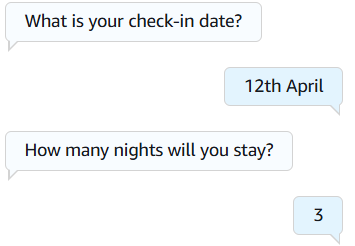 What is your check-in date?
12th April
How many nights will you stay?
3